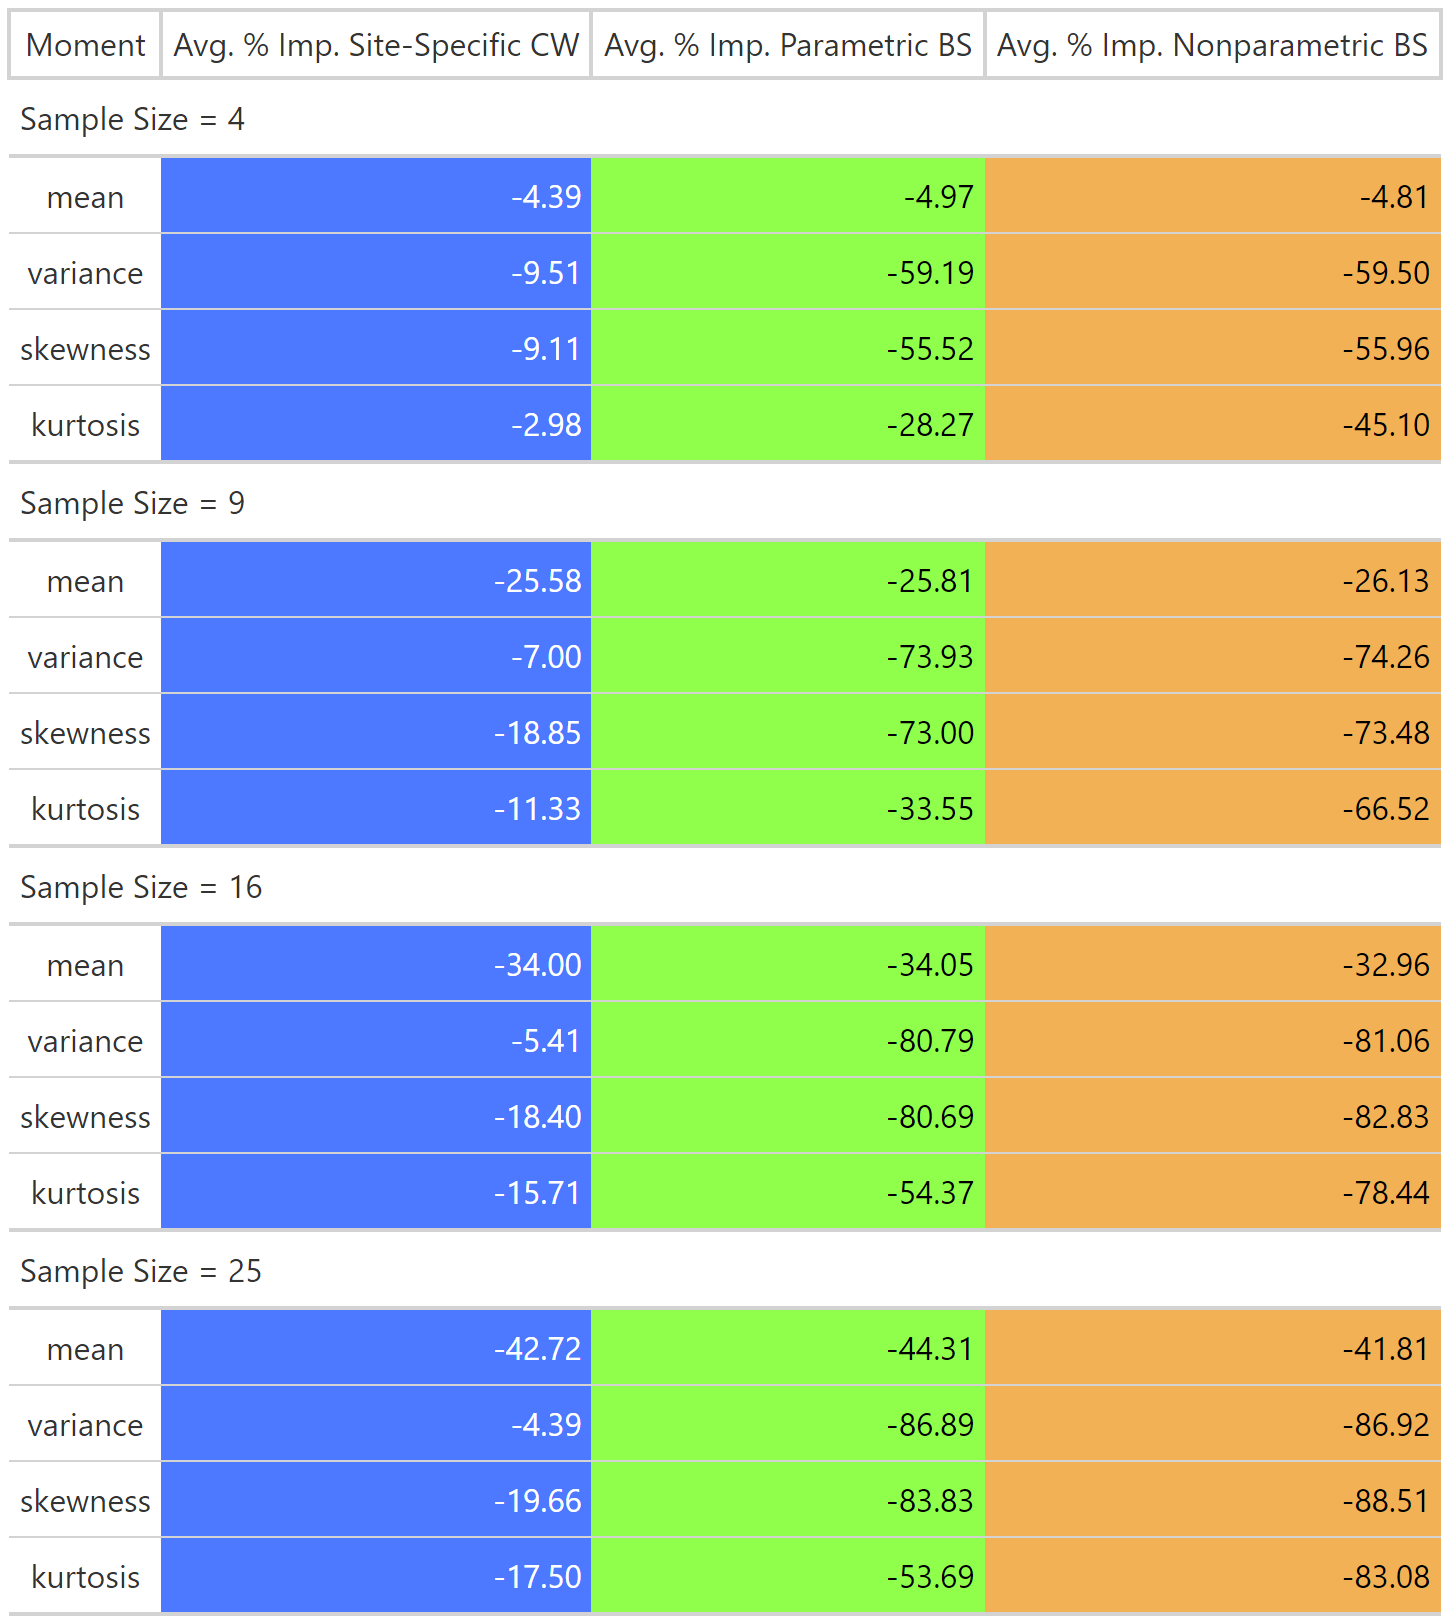 Moment Avg. % Imp. Site-Specific CW Avg. % Imp. Parametric BS Avg. % Imp. Nonparametric BS
Sample Size = 4
mean -4.39 -4.97 -4.81
variance -9.51 -59.19 -59.50
skewness -9.11 -55.52 -55.96
kurtosis -2.98 -28.27 -45.10
Sample Size = 9
mean -25.58 -25.81 -26.13
variance -7.00 -73.93 -74.26
skewness -18.85 -73.00 -73.48
kurtosis -11.33 -33.55 -66.52
Sample Size = 16
mean -34.00 -34.05 -32.96
variance -5.41 -80.79 -81.06
skewness -18.40 -80.69 -82.83
kurtosis -15.71 -54.37 -78.44
Sample Size = 25
mean -42.72 -44.31 -41.81
variance -4.39 -86.89 -86.92
skewness -19.66 -83.83 -88.51
kurtosis -17.50 -53.69 -83.08